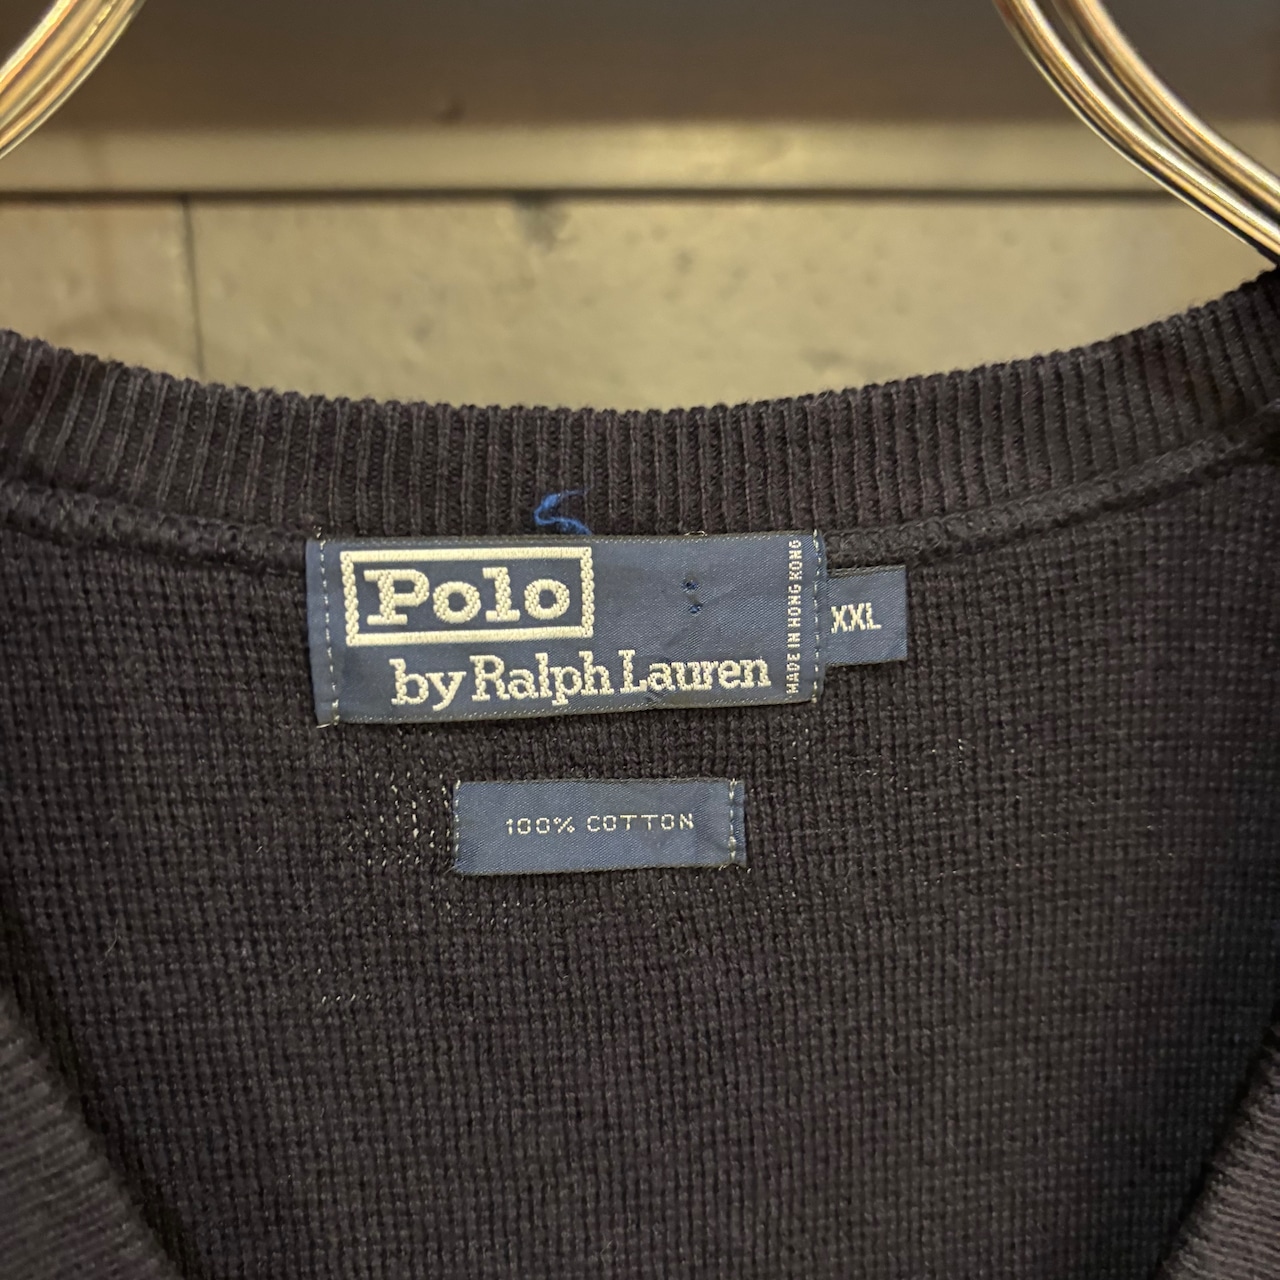 Polo
by Ralph Lauren
MADE IN HONG KONG
XXL
100% COTTON